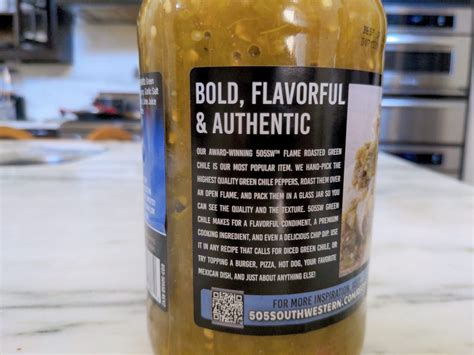 BOLD, FLAVORFUL
& AUTHENTIC
OUR AWARD-WINNING 505SW™ FLAME ROASTED GREEN
CHILE IS OUR MOST POPULAR ITEM. WE HAND-PICK THE
HIGHEST QUALITY GREEN CHILE PEPPERS, ROAST THEM OVER
AN OPEN FLAME, AND PACK THEM IN A GLASS JAR SO YOU
CAN SEE THE QUALITY AND THE TEXTURE. 505SW GREEN
CHILE MAKES FOR A FLAVORFUL CONDIMENT, A PREMIUM
COOKING INGREDIENT, AND EVEN A DELICIOUS CHIP DIP. USE
IT IN ANY RECIPE THAT CALLS FOR DICED GREEN CHILE, OR
TRY TOPPING A BURGER, PIZZA, HOT DOG, YOUR FAVORITE
MEXICAN DISH, AND JUST ABOUT ANYTHING ELSE!
FOR MORE INSPIRATION,
505SOUTHWESTERN.COM